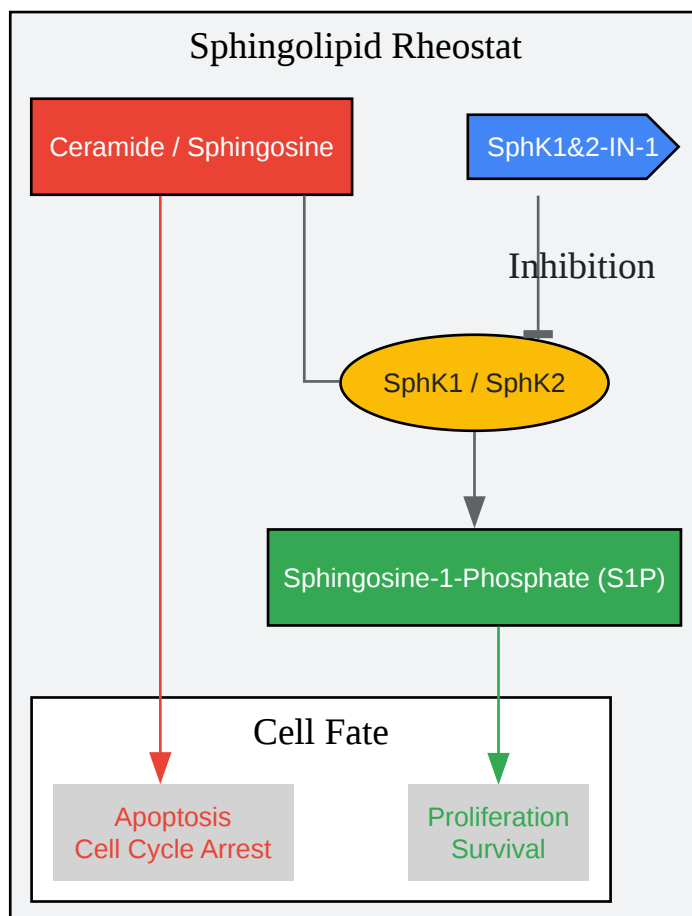 Sphingolipid Rheostat
Ceramide / Sphingosine
SphK1&2-IN-1
Inhibition
SphK1 / SphK2
Sphingosine-1-Phosphate (S1P)
Cell Fate
Apoptosis
Cell Cycle Arrest
Proliferation
Survival